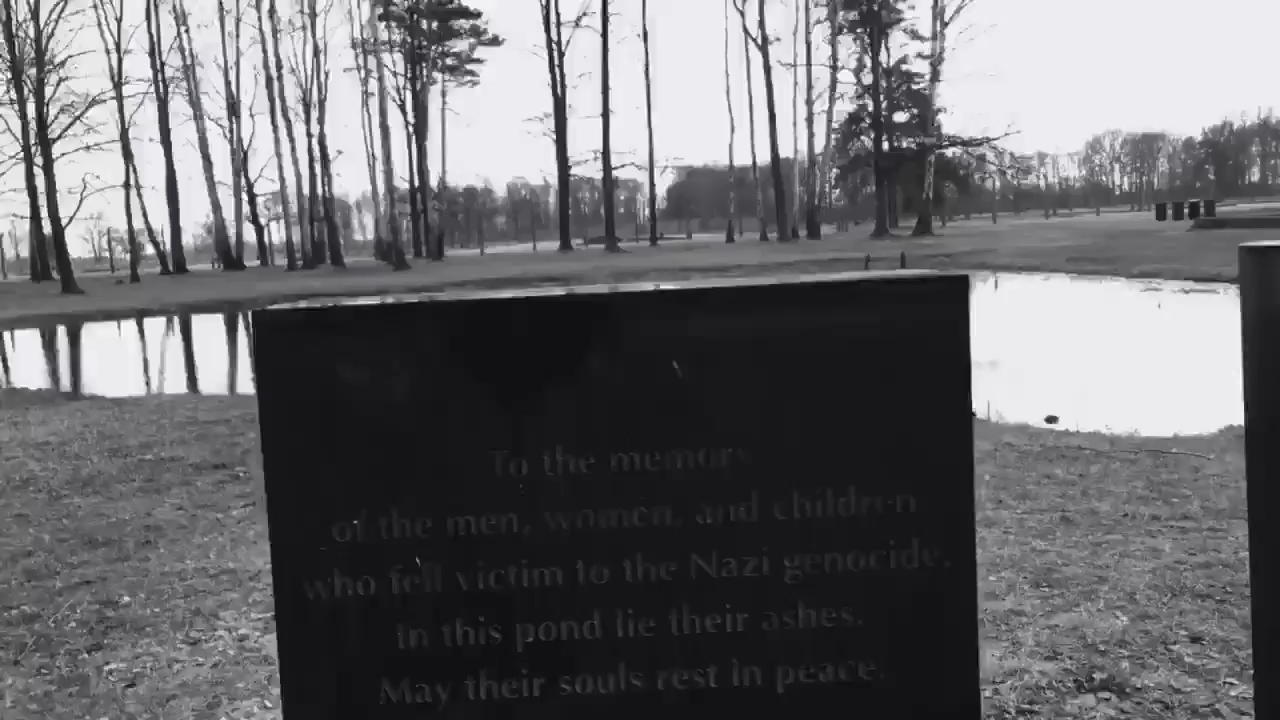 To the memory
of the men, women, and children
who fell victim to the Nazi genocide.
In this pond lie their ashes.
May their souls rest in peace.